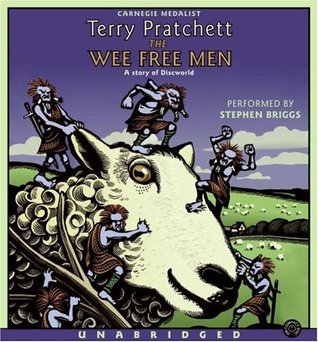 CARNEGIE MEDALIST
Terry Pratchett
THE
WEE FREE MEN
A story of Discworld
PERFORMED BY
STEPHEN BRIGGS
UNABRIDGED